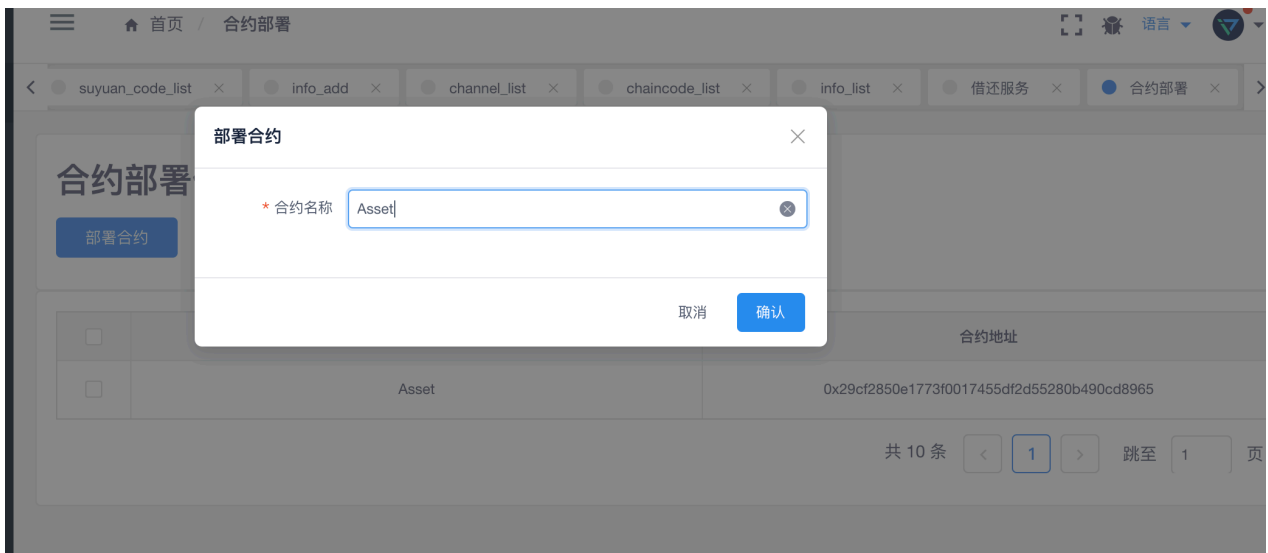 首页 / 合约部署
语言
suyuan_code_list
info_add
channel_list
chaincode_list
info_list
借还服务
合约部署
合约部署
部署合约
部署合约
* 合约名称
Asset
取消
确认
合约地址
Asset
0x29cf2850e1773f0017455df2d55280b490cd8965
共 10 条
1
跳至
1
页